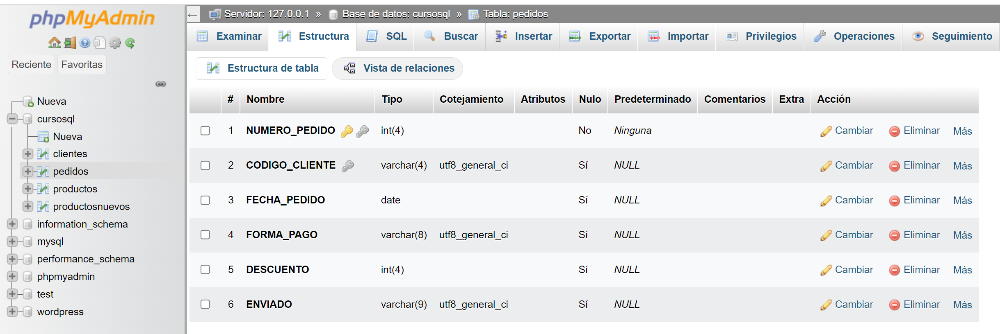 phpMyAdmin
Reciente Favoritas
Nueva
cursosql
Nueva
clientes
pedidos
productos
productosnuevos
information_schema
mysql
performance_schema
phpmyadmin
test
wordpress
← Servidor: 127.0.0.1 » Base de datos: cursosql » Tabla: pedidos
Examinar Estructura SQL Buscar Insertar Exportar Importar Privilegios Operaciones Seguimiento
Estructura de tabla Vista de relaciones
# Nombre Tipo Cotejamiento Atributos Nulo Predeterminado Comentarios Extra Acción
1 NUMERO_PEDIDO int(4) No Ninguna Cambiar Eliminar Más
2 CODIGO_CLIENTE varchar(4) utf8_general_ci Sí NULL Cambiar Eliminar Más
3 FECHA_PEDIDO date Sí NULL Cambiar Eliminar Más
4 FORMA_PAGO varchar(8) utf8_general_ci Sí NULL Cambiar Eliminar Más
5 DESCUENTO int(4) Sí NULL Cambiar Eliminar Más
6 ENVIADO varchar(9) utf8_general_ci Sí NULL Cambiar Eliminar Más